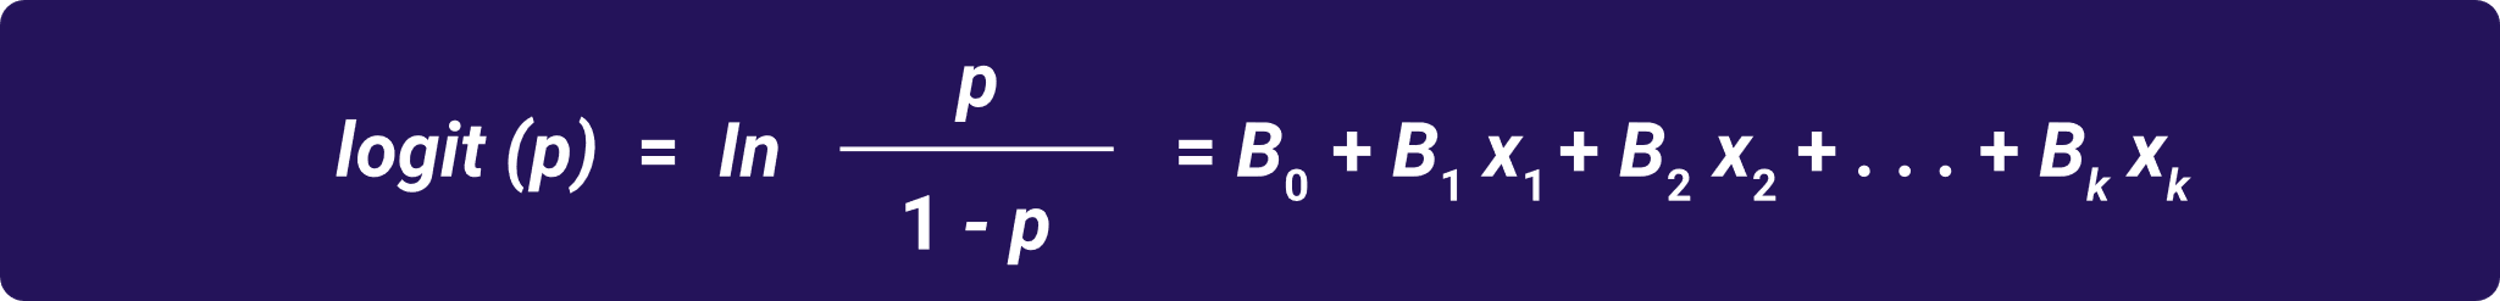 logit (p) = ln p / 1 - p = B₀ + B₁ x₁ + B₂ x₂ + . . . + Bₖ xₖ